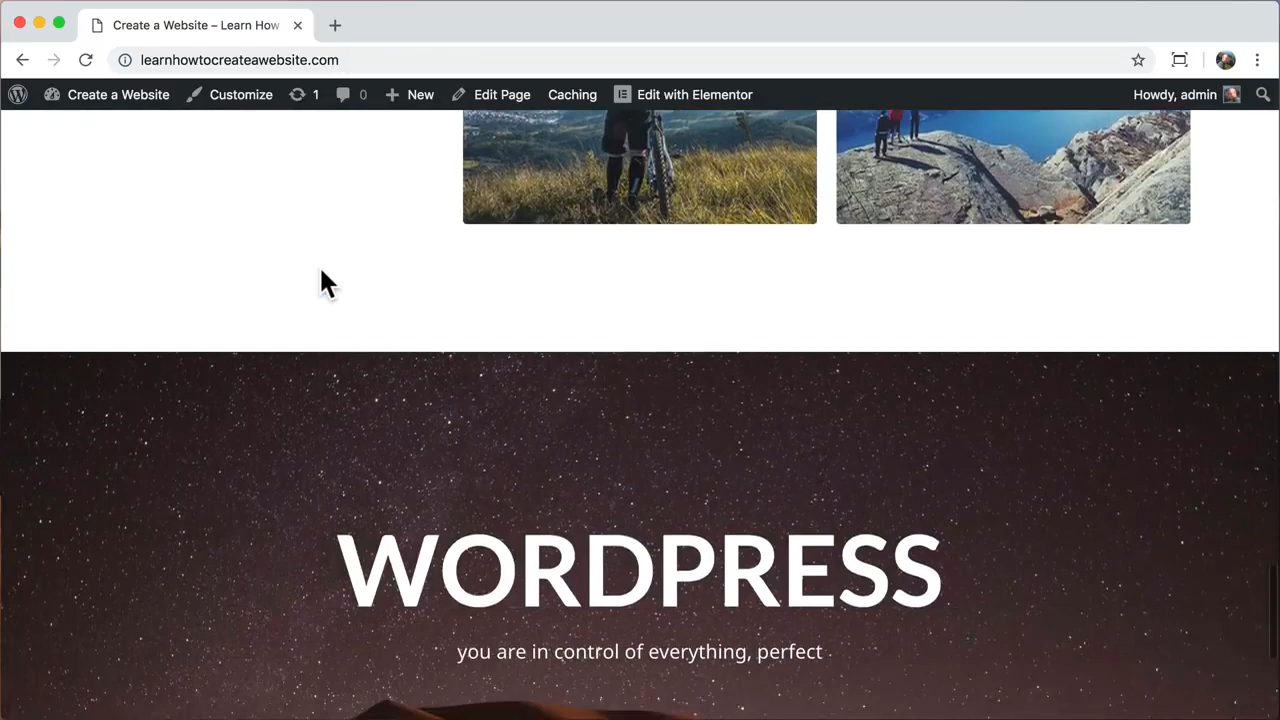 Create a Website – Learn How
learnhowtocreateawebsite.com
Create a Website Customize 1 0 New Edit Page Caching Edit with Elementor Howdy, admin
WORDPRESS
you are in control of everything, perfect